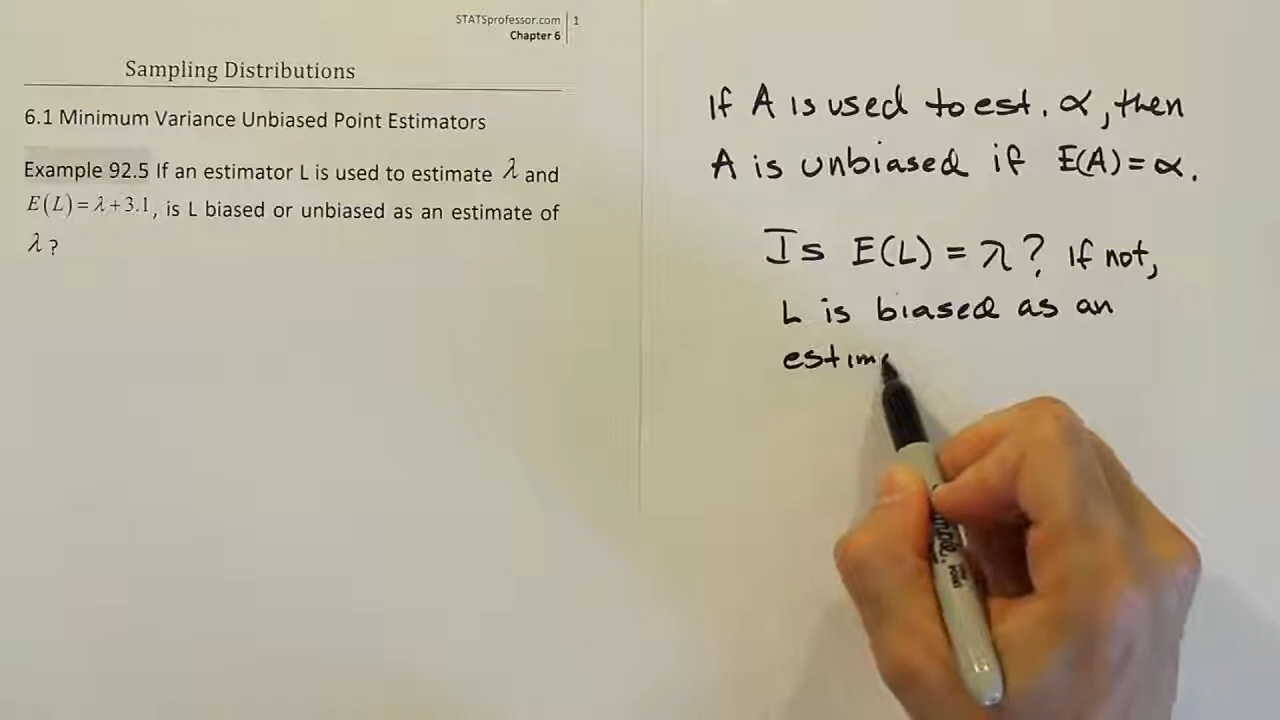 STATSprofessor.com 1
Chapter 6
Sampling Distributions
6.1 Minimum Variance Unbiased Point Estimators
Example 92.5 If an estimator L is used to estimate λ and
E(L)=λ+3.1, is L biased or unbiased as an estimate of
λ?
If A is used to est. α, then
A is unbiased if E(A)=α.
Is E(L) = λ? if not,
L is biased as an
estim